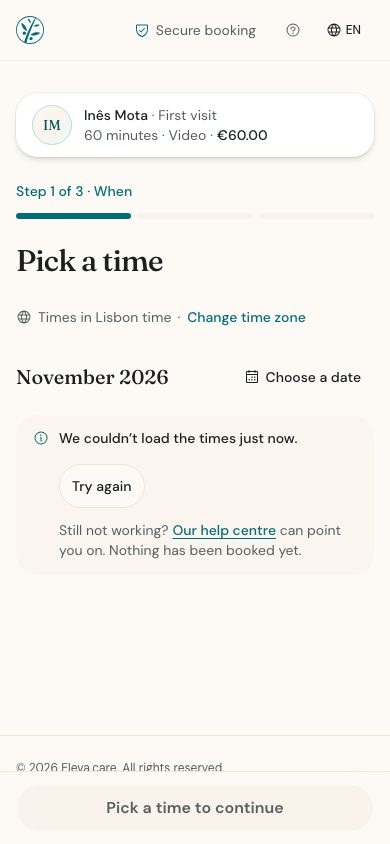 Secure booking
EN
IM
Inês Mota · First visit
60 minutes · Video · €60.00
Step 1 of 3 · When
Pick a time
Times in Lisbon time · Change time zone
November 2026
Choose a date
We couldn’t load the times just now.
Try again
Still not working? Our help centre can point
you on. Nothing has been booked yet.
© 2026 Eleva.care. All rights reserved.
Pick a time to continue